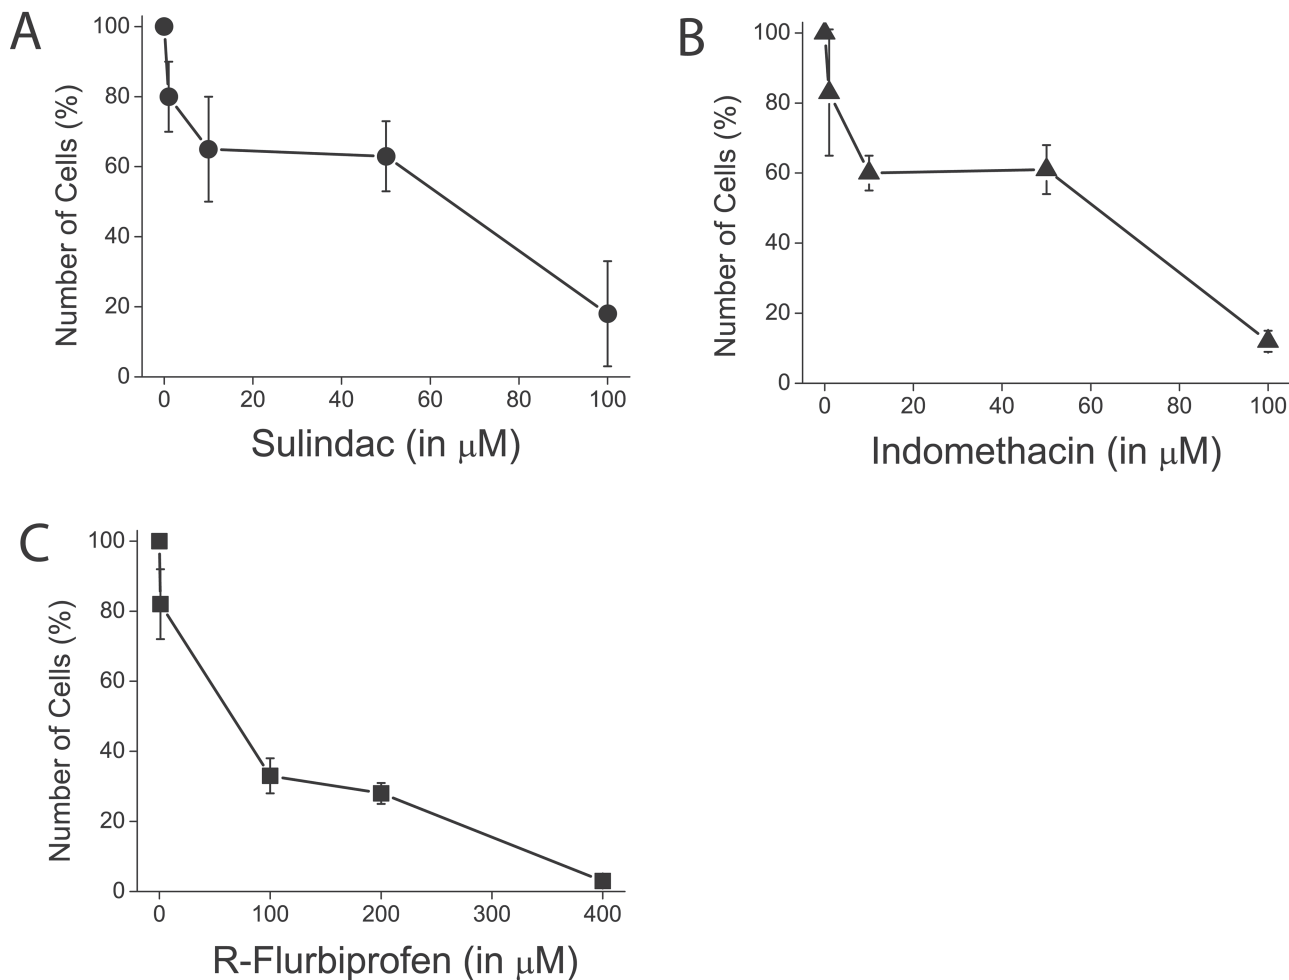 A
Number of Cells (%)
100
80
60
40
20
0
0 20 40 60 80 100
Sulindac (in μM)
B
Number of Cells (%)
100
80
60
40
20
0
0 20 40 60 80 100
Indomethacin (in μM)
C
Number of Cells (%)
100
80
60
40
20
0
0 100 200 300 400
R-Flurbiprofen (in μM)